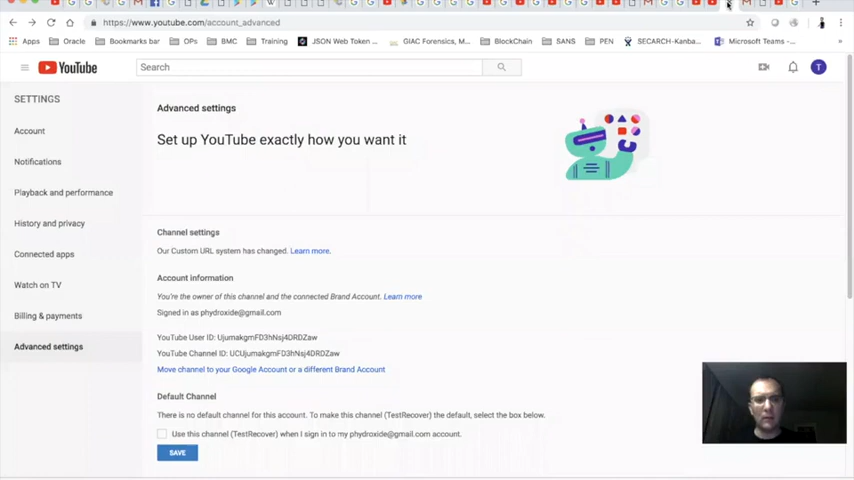 https://www.youtube.com/account_advanced
Apps Oracle Bookmarks bar OPs BMC Training JSON Web Token ... GIAC Forensics, M... BlockChain SANS PEN SECARCH-Kanba... Microsoft Teams -...
YouTube Search T
SETTINGS
Account
Notifications
Playback and performance
History and privacy
Connected apps
Watch on TV
Billing & payments
Advanced settings
Advanced settings
Set up YouTube exactly how you want it
Channel settings
Our Custom URL system has changed. Learn more.
Account information
You're the owner of this channel and the connected Brand Account. Learn more
Signed in as phydroxide@gmail.com
YouTube User ID: UjumakgmFD3hNsj4DRDZaw
YouTube Channel ID: UCUjumakgmFD3hNsj4DRDZaw
Move channel to your Google Account or a different Brand Account
Default Channel
There is no default channel for this account. To make this channel (TestRecover) the default, select the box below.
Use this channel (TestRecover) when I sign in to my phydroxide@gmail.com account.
SAVE